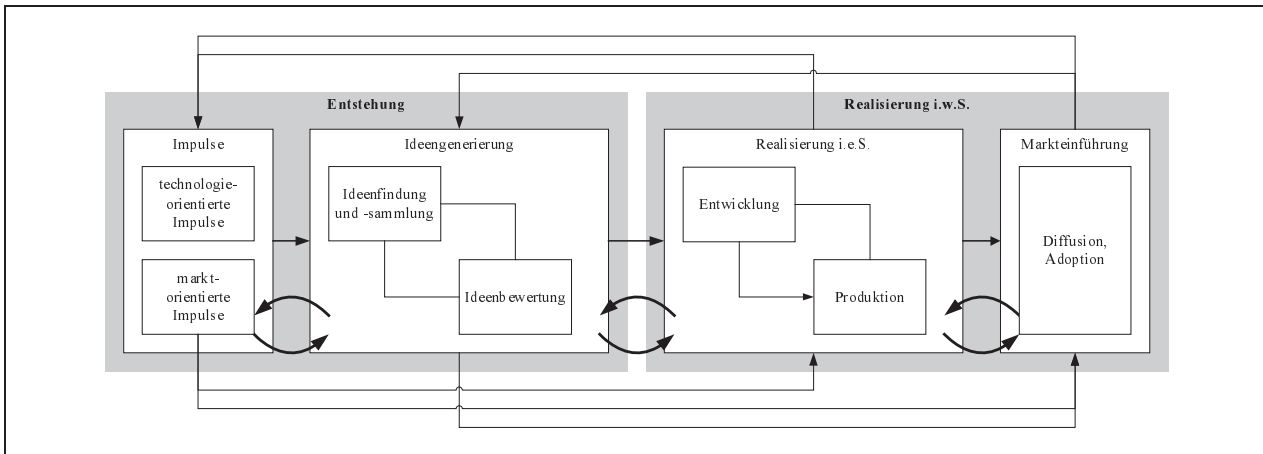 Entstehung
Realisierung i.w.S.
Impulse
technologie-
orientierte
Impulse
markt-
orientierte
Impulse
Ideengenerierung
Ideenfindung
und -sammlung
Ideenbewertung
Realisierung i.e.S.
Entwicklung
Produktion
Markteinführung
Diffusion,
Adoption